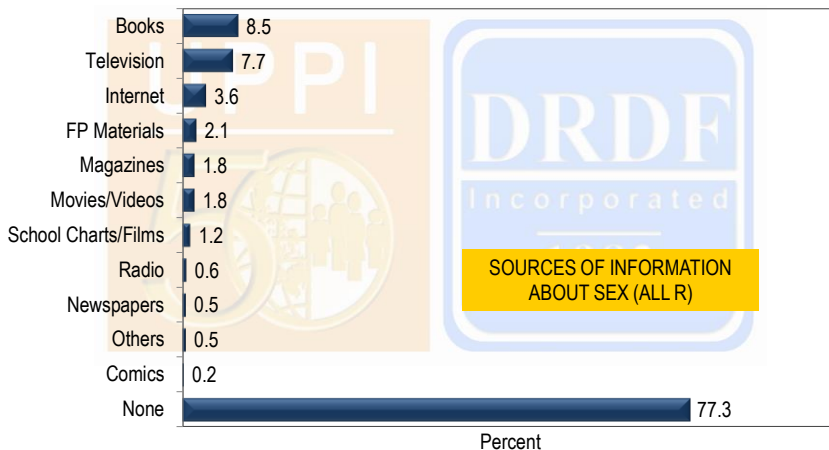 Books 8.5
Television 7.7
Internet 3.6
FP Materials 2.1
Magazines 1.8
Movies/Videos 1.8
School Charts/Films 1.2
Radio 0.6
Newspapers 0.5
Others 0.5
Comics 0.2
None 77.3
Percent
SOURCES OF INFORMATION
ABOUT SEX (ALL R)
UPPI
50
DRDF
Incorporated